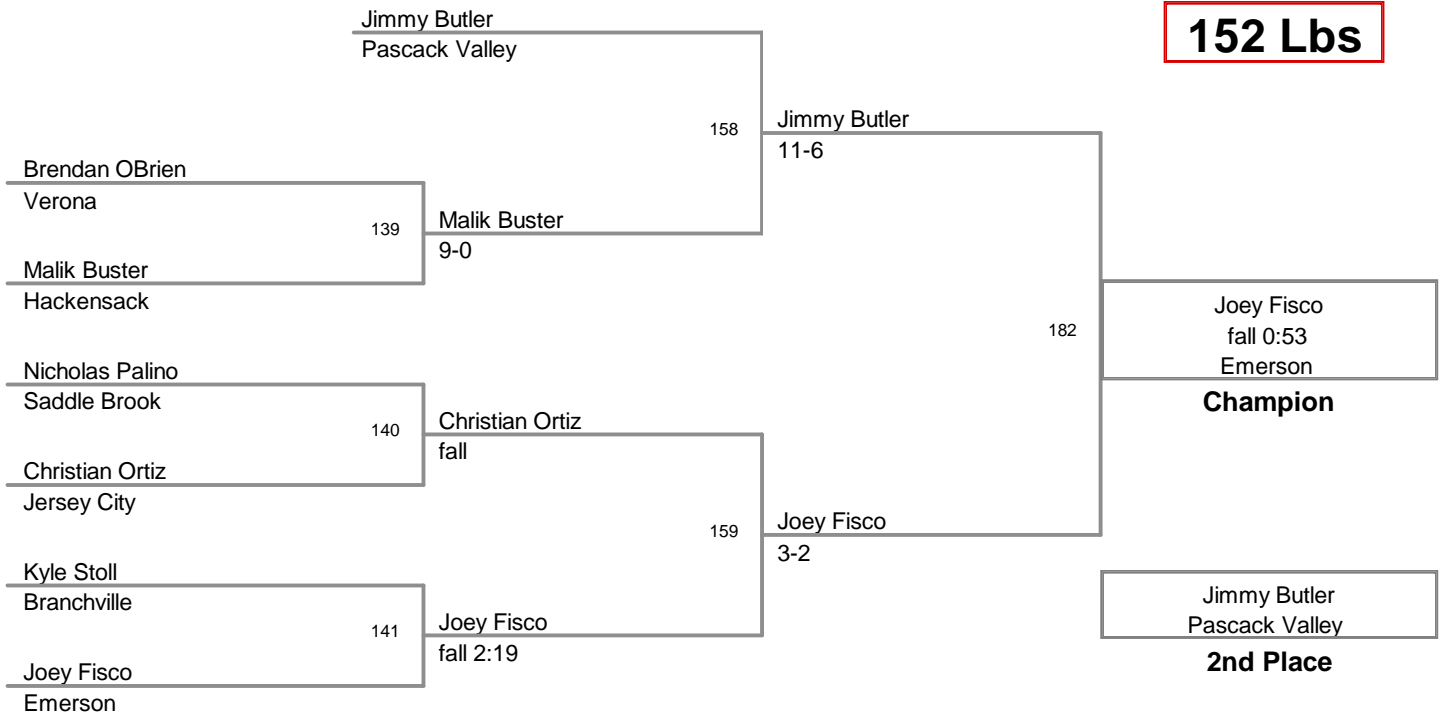 152 Lbs
Jimmy Butler
Pascack Valley
158
Jimmy Butler
11-6
Brendan OBrien
Verona
139
Malik Buster
9-0
Malik Buster
Hackensack
182
Joey Fisco
fall 0:53
Emerson
Champion
Nicholas Palino
Saddle Brook
140
Christian Ortiz
fall
Christian Ortiz
Jersey City
159
Joey Fisco
3-2
Kyle Stoll
Branchville
141
Joey Fisco
fall 2:19
Joey Fisco
Emerson
Jimmy Butler
Pascack Valley
2nd Place